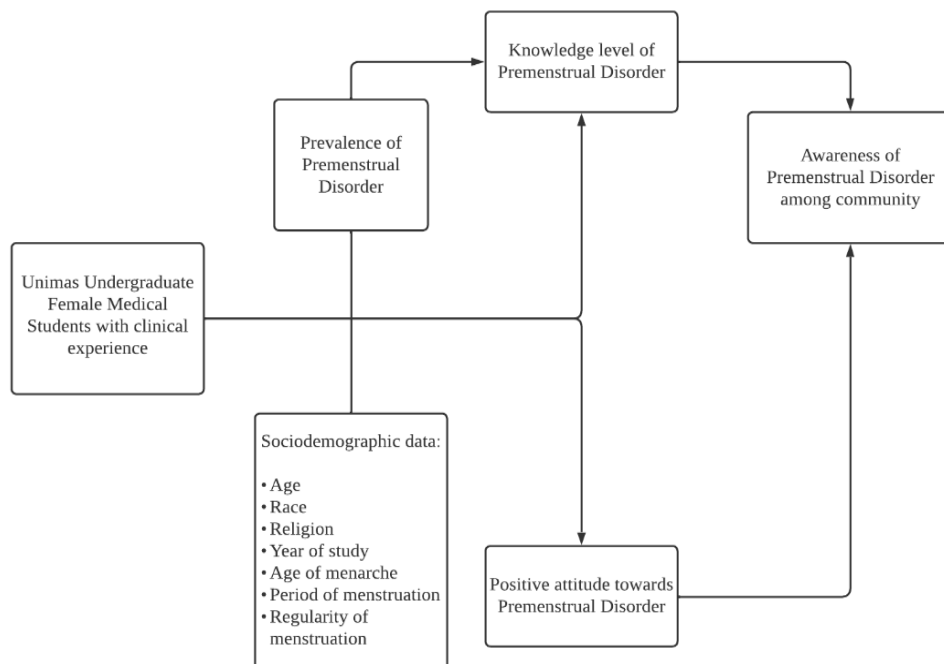 Knowledge level of
Premenstrual Disorder
Prevalence of
Premenstrual
Disorder
Awareness of
Premenstrual Disorder
among community
Unimas Undergraduate
Female Medical
Students with clinical
experience
Sociodemographic data:
• Age
• Race
• Religion
• Year of study
• Age of menarche
• Period of menstruation
• Regularity of
menstruation
Positive attitude towards
Premenstrual Disorder